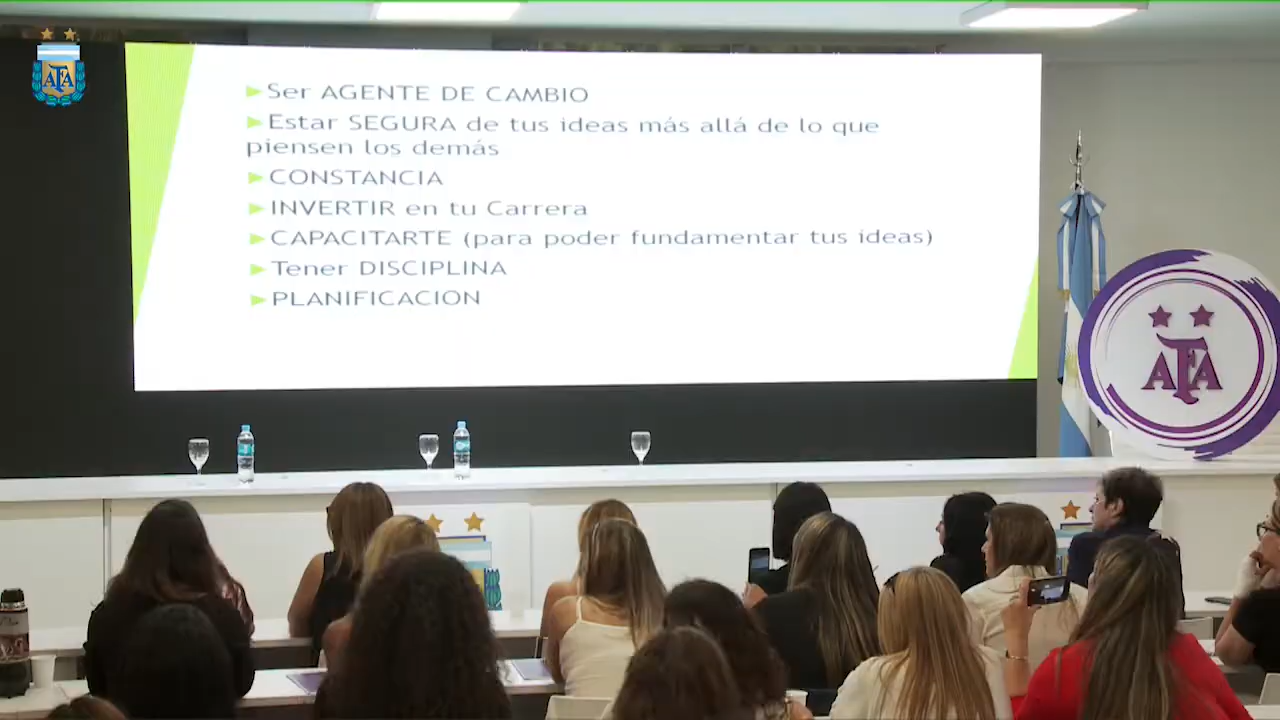 AFA
►Ser AGENTE DE CAMBIO
►Estar SEGURA de tus ideas más allá de lo que
piensen los demás
►CONSTANCIA
►INVERTIR en tu Carrera
►CAPACITARTE (para poder fundamentar tus ideas)
►Tener DISCIPLINA
►PLANIFICACION
AFA